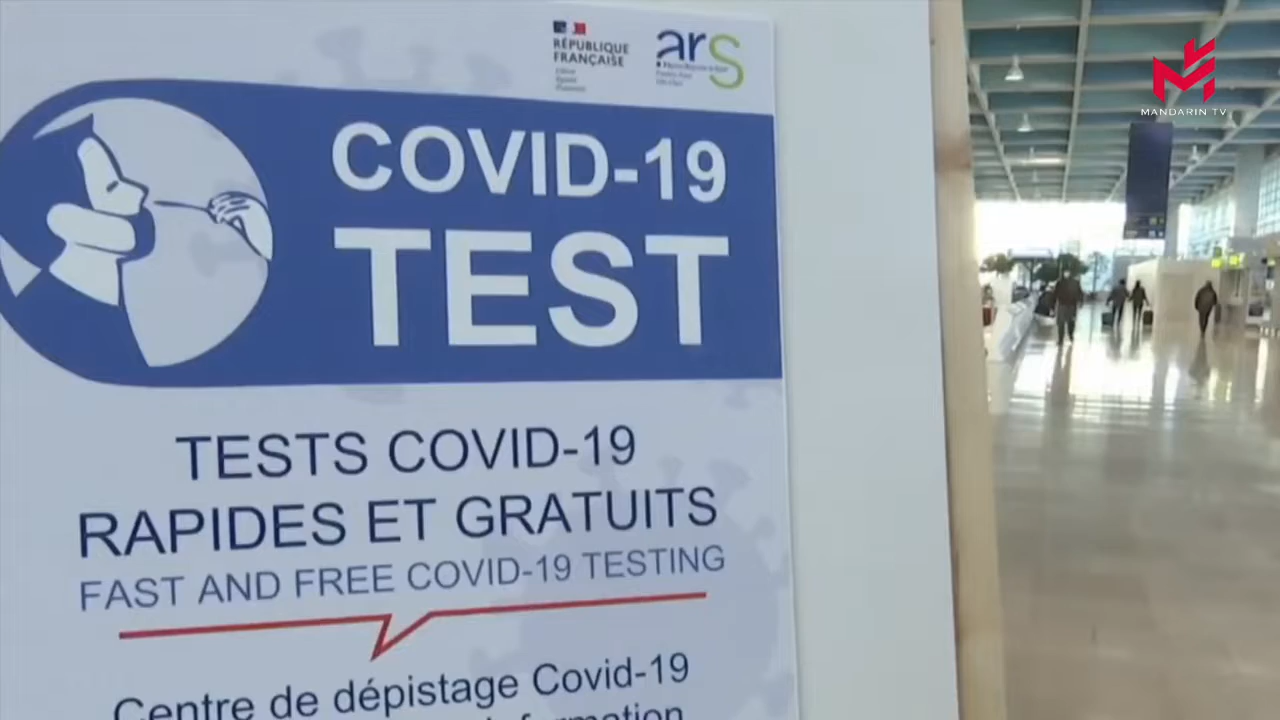 RÉPUBLIQUE
FRANÇAISE
ars
MANDARIN TV
COVID-19
TEST
TESTS COVID-19
RAPIDES ET GRATUITS
FAST AND FREE COVID-19 TESTING
Centre de dépistage Covid-19